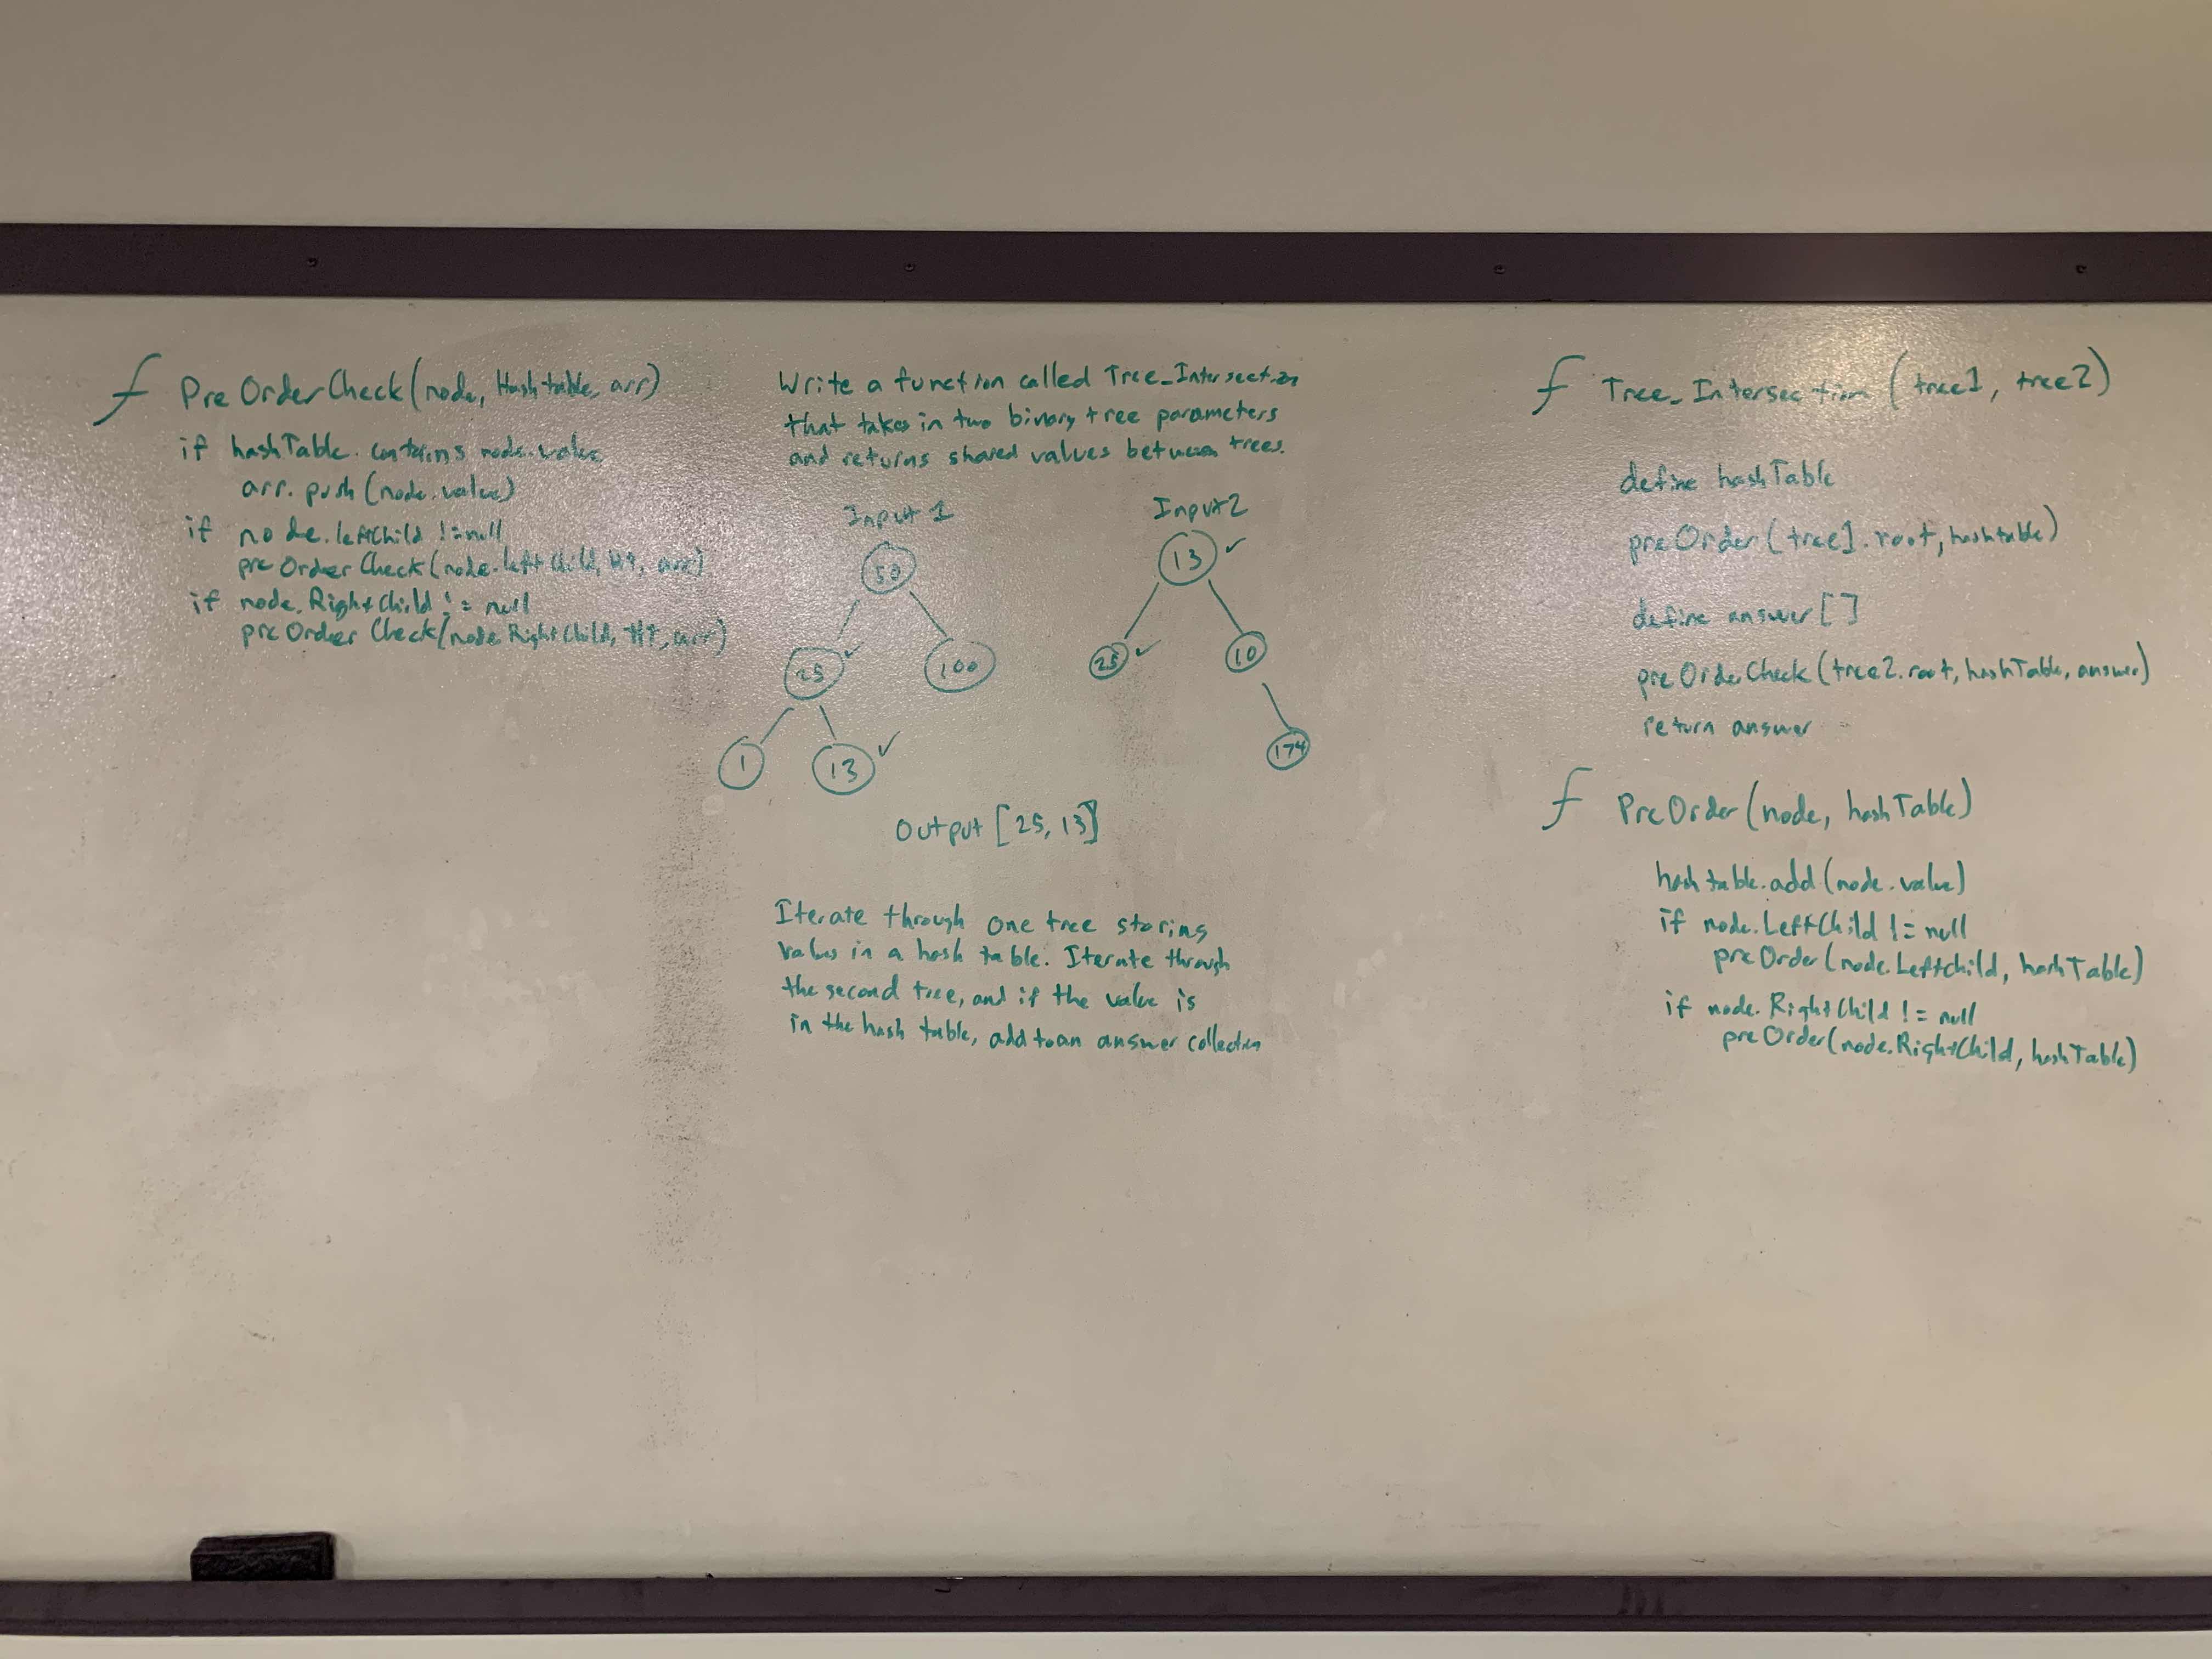 f PreOrderCheck(node, Hashtable, arr)
if hashTable.contains node.value
arr.push(node.value)
if node.leftChild != null
preOrderCheck(node.leftChild, HT, arr)
if node.RightChild != null
preOrderCheck(node.RightChild, HT, arr)
Write a function called Tree_Intersection
that takes in two binary tree parameters
and returns shared values between trees.
Input 1
50
25 ✓
100
1
13 ✓
Input 2
13 ✓
25 ✓
10
174
Output [25, 13]
Iterate through one tree storing
values in a hash table. Iterate through
the second tree, and if the value is
in the hash table, add to an answer collection
f Tree_Intersection (tree1, tree2)
define hashTable
preOrder(tree1.root, hashtable)
define answer []
preOrderCheck(tree2.root, hashTable, answer)
return answer
f PreOrder(node, hashTable)
hashtable.add(node.value)
if node.LeftChild != null
preOrder(node.Leftchild, hashTable)
if node.RightChild != null
preOrder(node.RightChild, hashTable)